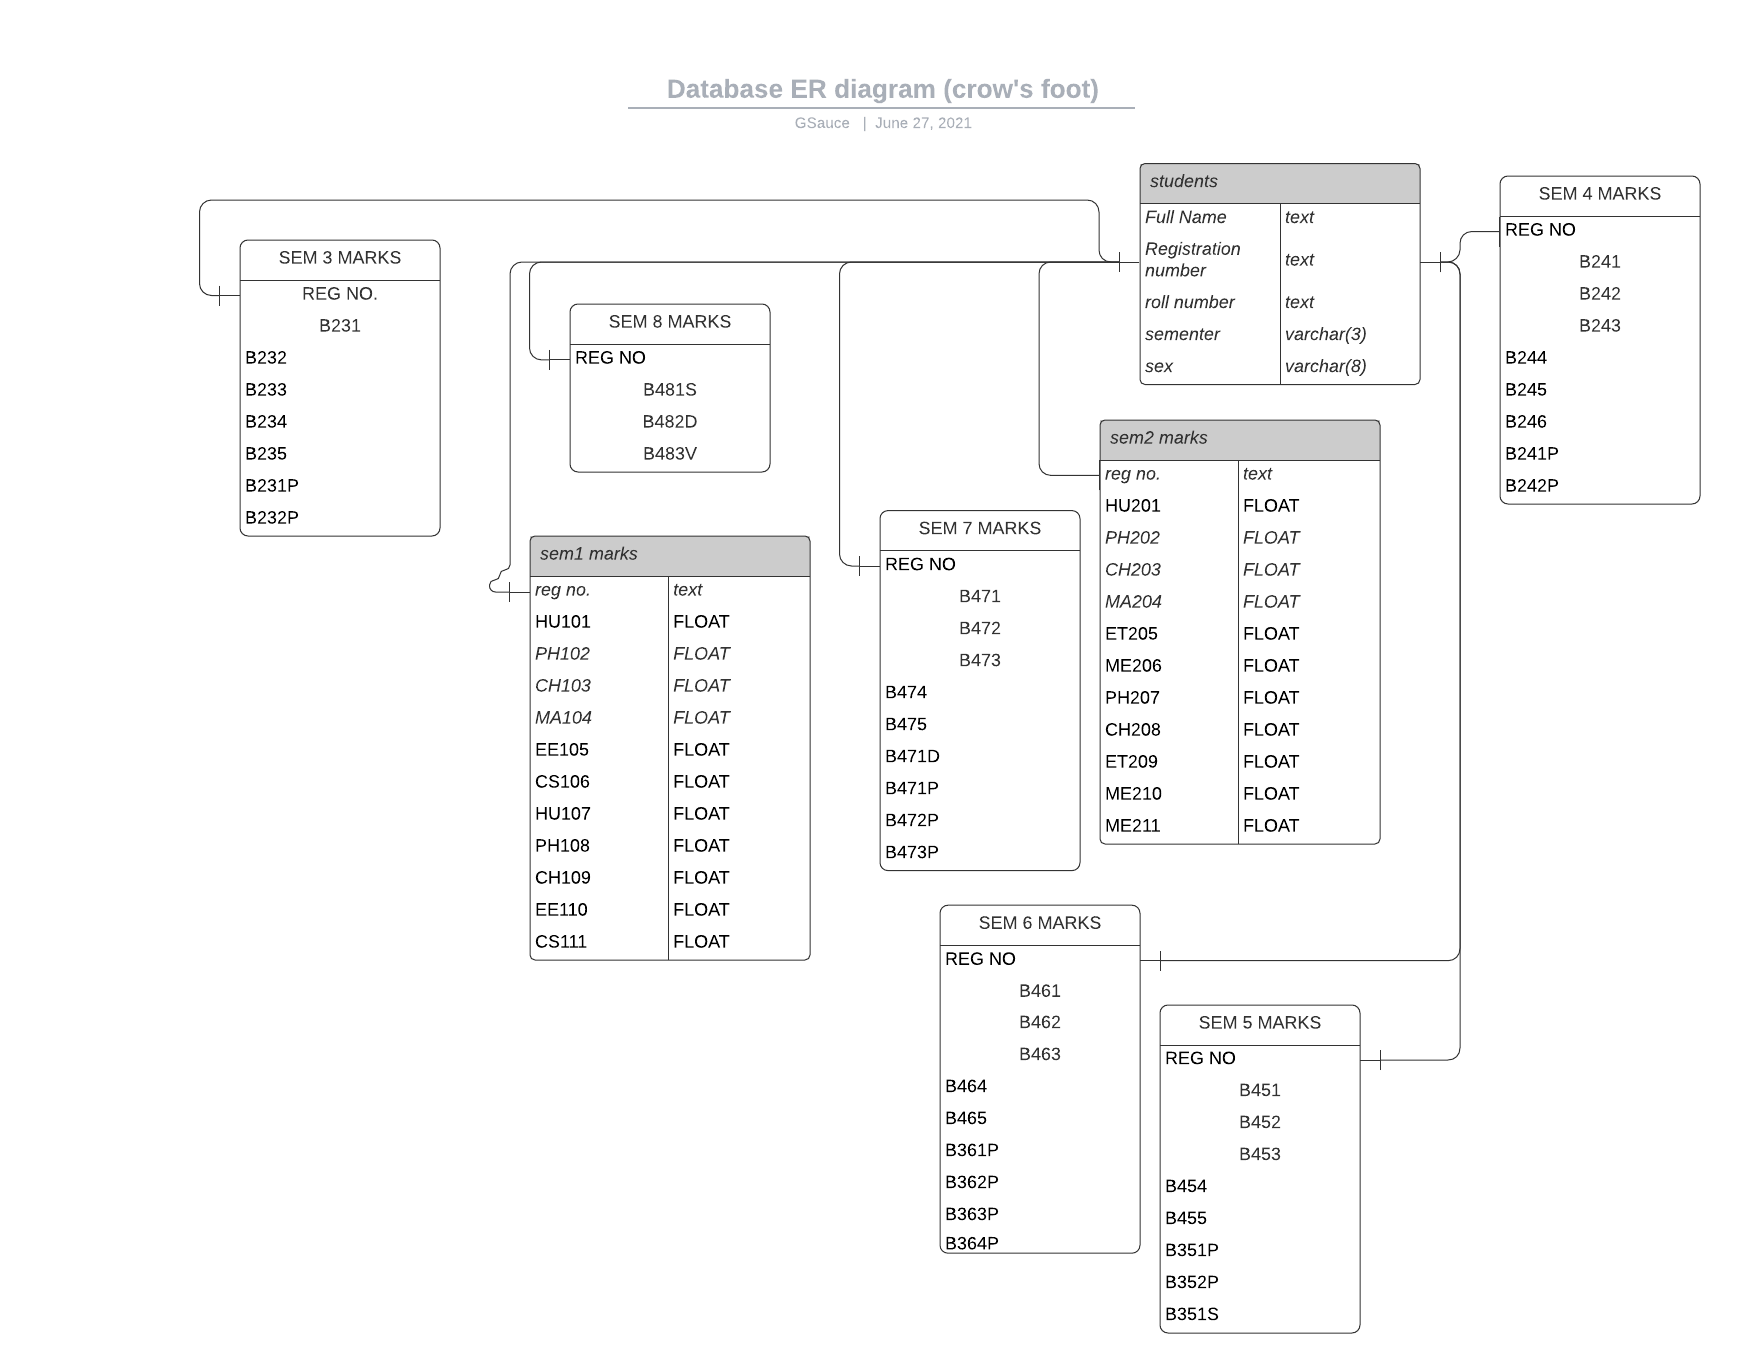 Database ER diagram (crow's foot)
GSauce | June 27, 2021
students
Full Name text
Registration
number text
roll number text
sementer varchar(3)
sex varchar(8)
SEM 4 MARKS
REG NO
B241
B242
B243
B244
B245
B246
B241P
B242P
SEM 3 MARKS
REG NO.
B231
B232
B233
B234
B235
B231P
B232P
SEM 8 MARKS
REG NO
B481S
B482D
B483V
sem2 marks
reg no. text
HU201 FLOAT
PH202 FLOAT
CH203 FLOAT
MA204 FLOAT
ET205 FLOAT
ME206 FLOAT
PH207 FLOAT
CH208 FLOAT
ET209 FLOAT
ME210 FLOAT
ME211 FLOAT
SEM 7 MARKS
REG NO
B471
B472
B473
B474
B475
B471D
B471P
B472P
B473P
sem1 marks
reg no. text
HU101 FLOAT
PH102 FLOAT
CH103 FLOAT
MA104 FLOAT
EE105 FLOAT
CS106 FLOAT
HU107 FLOAT
PH108 FLOAT
CH109 FLOAT
EE110 FLOAT
CS111 FLOAT
SEM 6 MARKS
REG NO
B461
B462
B463
B464
B465
B361P
B362P
B363P
B364P
SEM 5 MARKS
REG NO
B451
B452
B453
B454
B455
B351P
B352P
B351S